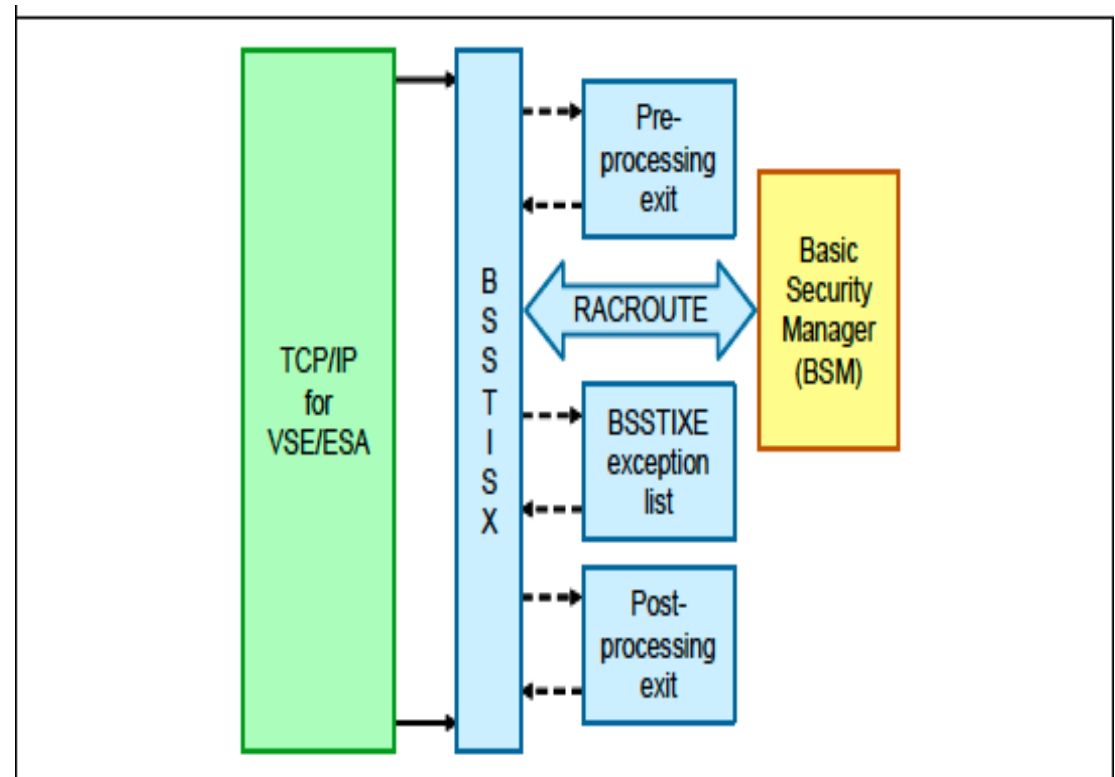 TCP/IP
for
VSE/ESA
B
S
S
T
I
S
X
Pre-
processing
exit
RACROUTE
BSSTIXE
exception
list
Post-
processing
exit
Basic
Security
Manager
(BSM)